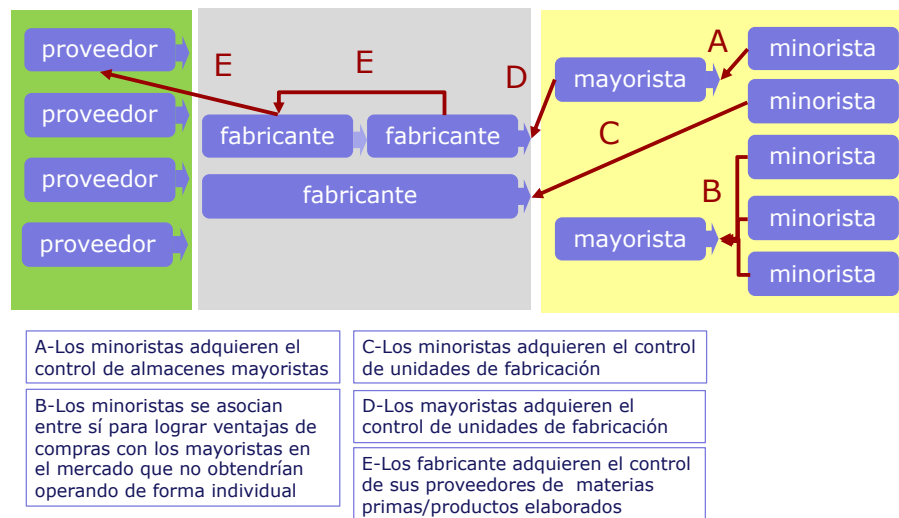 proveedor
proveedor
proveedor
proveedor
E
E
fabricante
fabricante
fabricante
D
A
C
B
mayorista
mayorista
minorista
minorista
minorista
minorista
minorista
A-Los minoristas adquieren el
control de almacenes mayoristas
B-Los minoristas se asocian
entre sí para lograr ventajas de
compras con los mayoristas en
el mercado que no obtendrían
operando de forma individual
C-Los minoristas adquieren el control
de unidades de fabricación
D-Los mayoristas adquieren el
control de unidades de fabricación
E-Los fabricante adquieren el control
de sus proveedores de materias
primas/productos elaborados